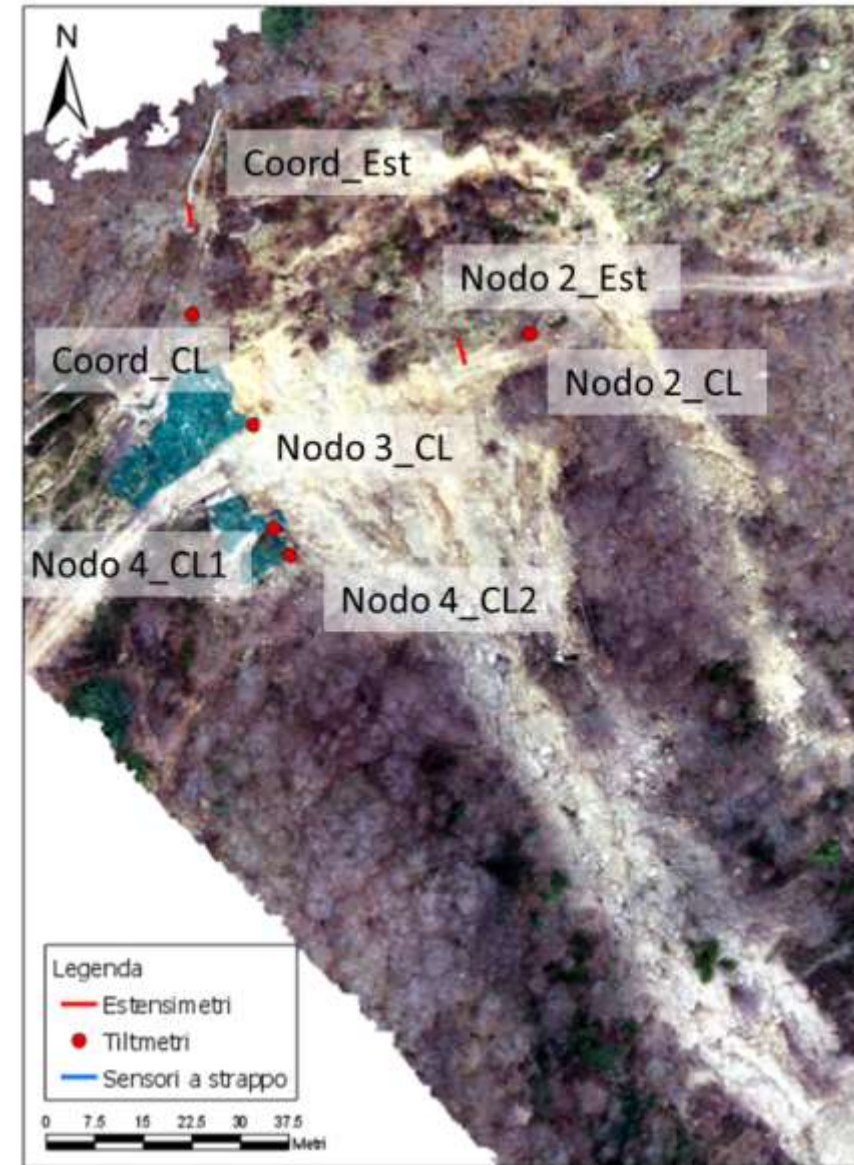 N
Coord_Est
Nodo 2_Est
Coord_CL
Nodo 2_CL
Nodo 3_CL
Nodo 4_CL1
Nodo 4_CL2
Legenda
Estensimetri
Tiltmetri
Sensori a strappo
0 7.5 15 22.5 30 37.5
Metri